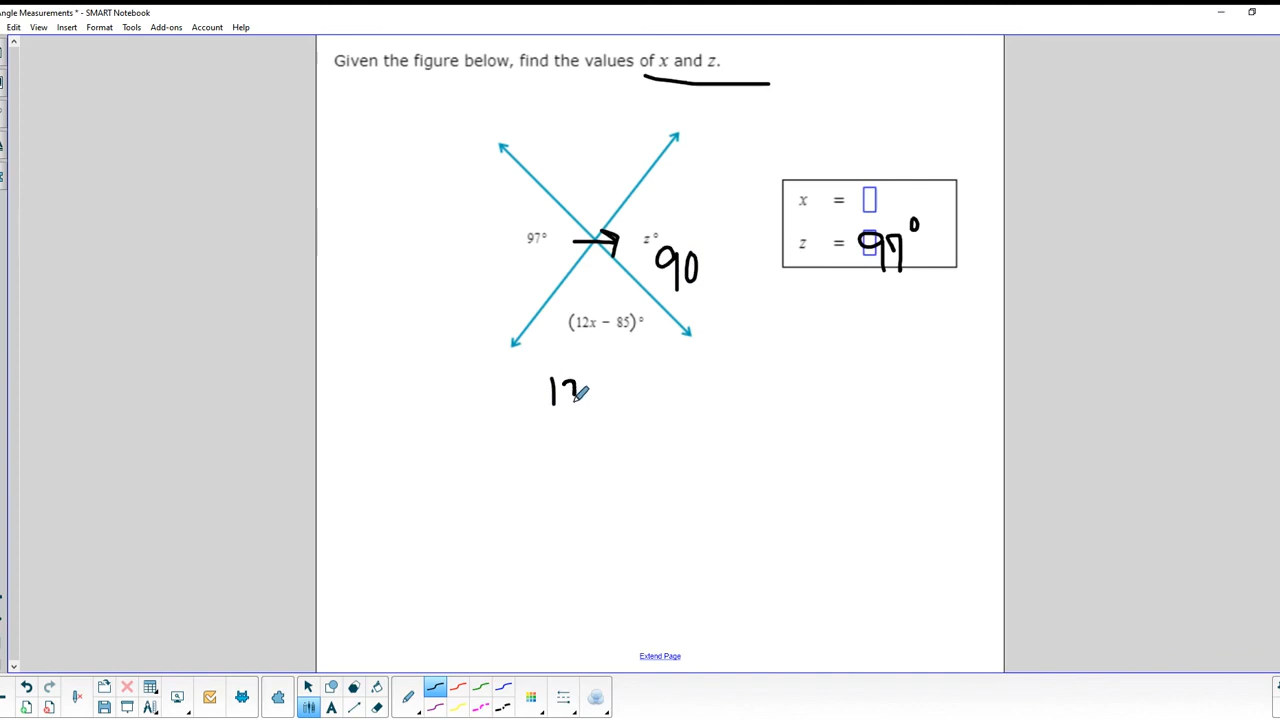 Angle Measurements * - SMART Notebook
Edit View Insert Format Tools Add-ons Account Help
Given the figure below, find the values of x and z.
x =
97° z° z = 97°
90
(12x − 85)°
12
Extend Page